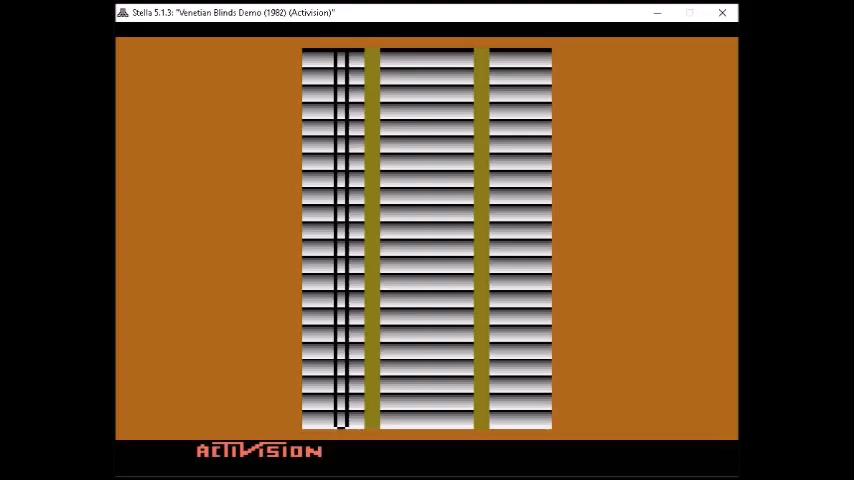 Stella 5.1.3: "Venetian Blinds Demo (1982) (Activision)"
ACTIVISION